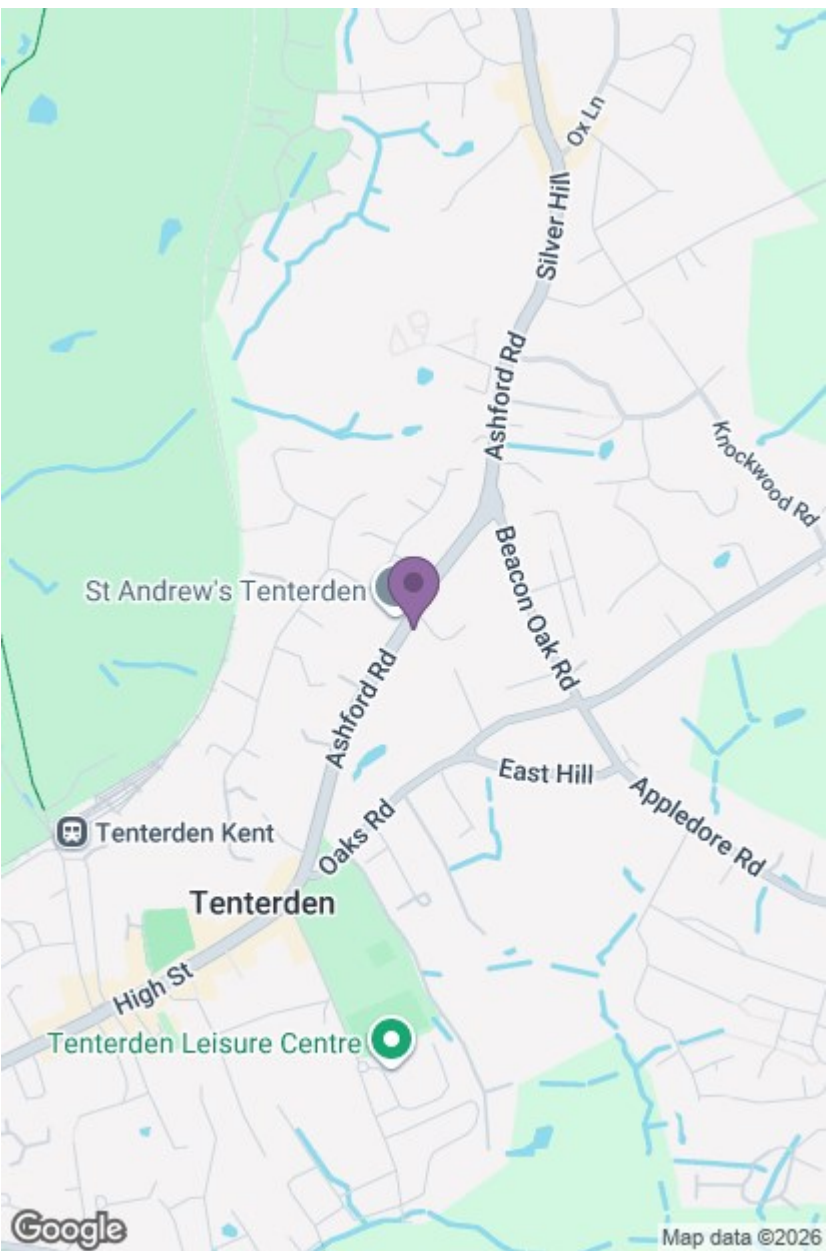 Ox Ln
Silver Hill
Ashford Rd
Knockwood Rd
Beacon Oak Rd
St Andrew's Tenterden
Ashford Rd
East Hill
Appledore Rd
Tenterden Kent
Oaks Rd
Tenterden
High St
Tenterden Leisure Centre
Google
Map data ©2026